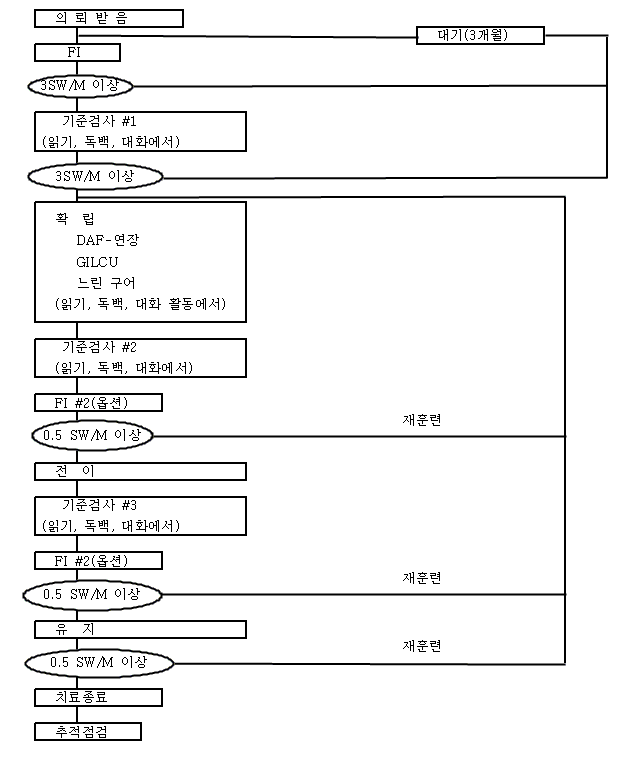 의 뢰 받 음
대기(3개월)
FI
3SW/M 이상
기준검사 #1
(읽기, 독백, 대화에서)
3SW/M 이상
확 립
DAF-연장
GILCU
느린 구어
(읽기, 독백, 대화 활동에서)
기준검사 #2
(읽기, 독백, 대화에서)
FI #2(옵션)
재훈련
0.5 SW/M 이상
전 이
기준검사 #3
(읽기, 독백, 대화에서)
FI #2(옵션)
재훈련
0.5 SW/M 이상
유 지
재훈련
0.5 SW/M 이상
치료종료
추적점검